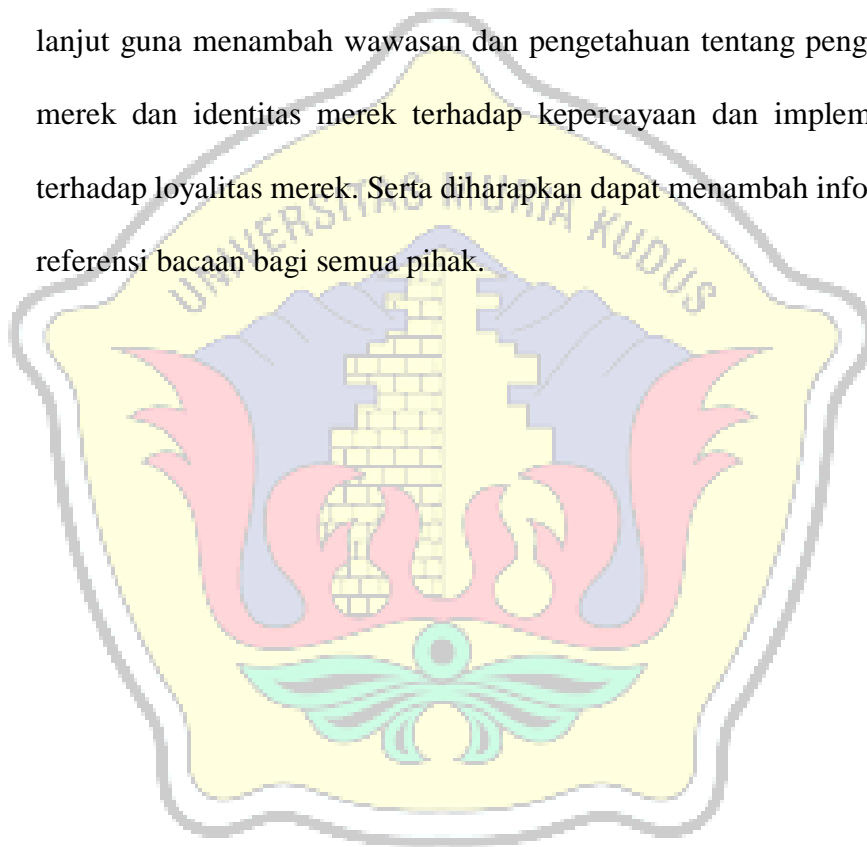 lanjut guna menambah wawasan dan pengetahuan tentang peng
merek dan identitas merek terhadap kepercayaan dan implem
terhadap loyalitas merek. Serta diharapkan dapat menambah info
referensi bacaan bagi semua pihak.
UNIVERSITAS MURIA KUDUS